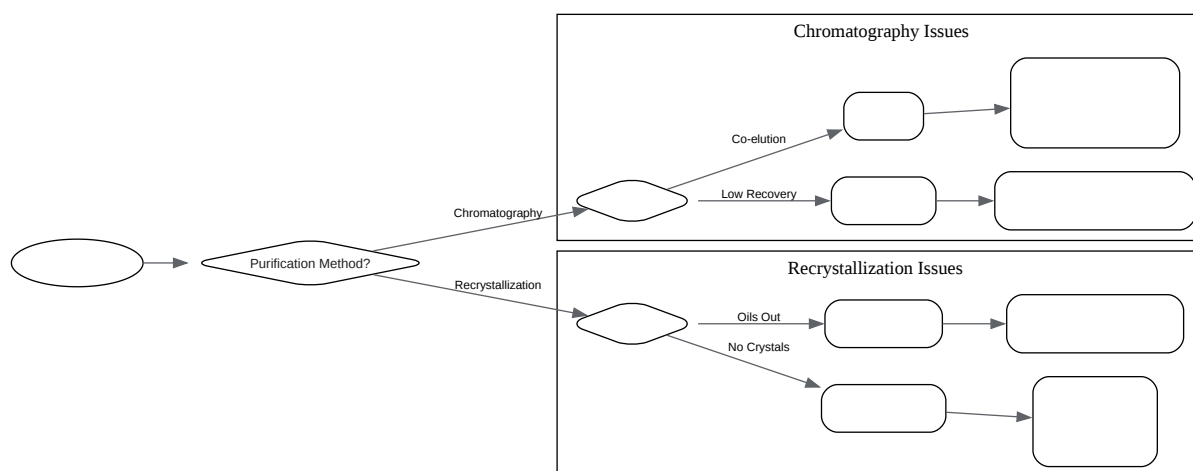 Chromatography Issues
Co-elution
Low Recovery
Chromatography
Purification Method?
Recrystallization
Recrystallization Issues
Oils Out
No Crystals